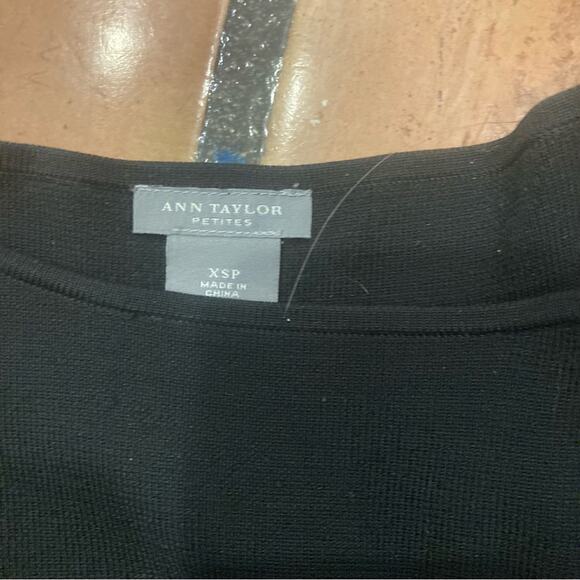 ANN TAYLOR
PETITES
XSP
MADE IN
CHINA